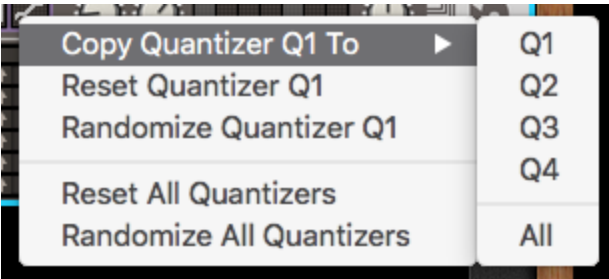 Copy Quantizer Q1 To
Reset Quantizer Q1
Randomize Quantizer Q1
Reset All Quantizers
Randomize All Quantizers
Q1
Q2
Q3
Q4
All